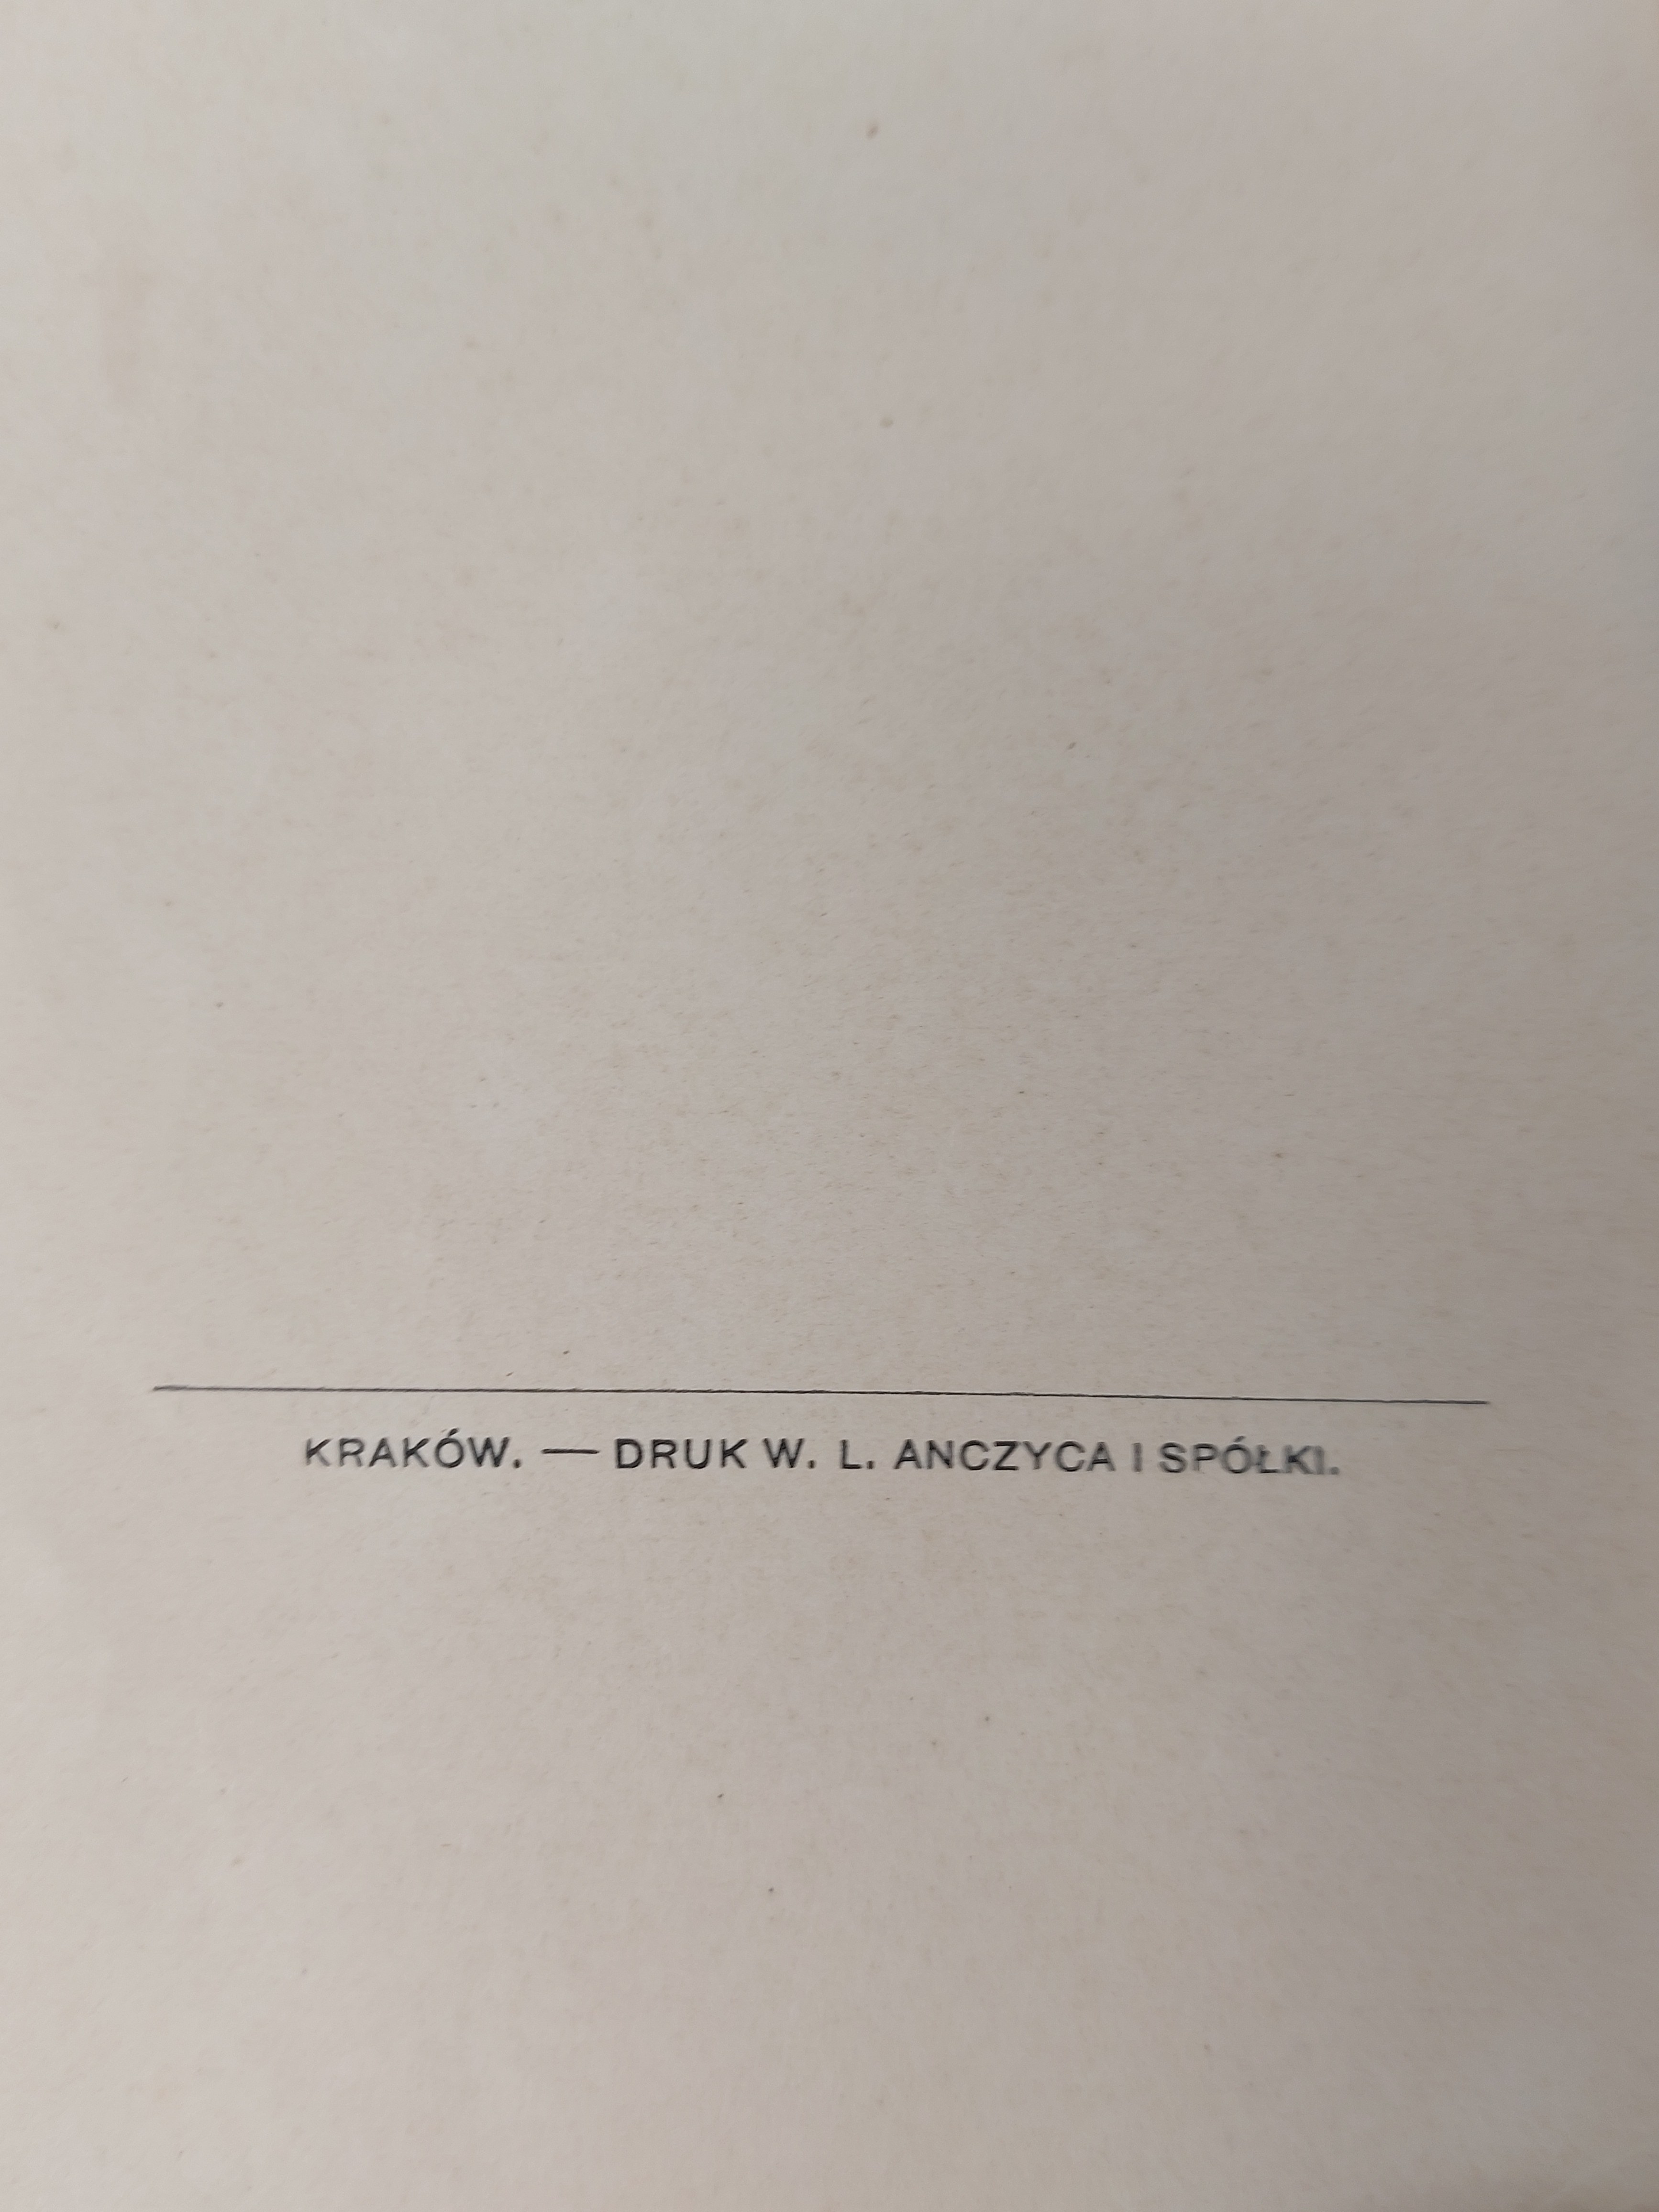 KRAKÓW. — DRUK W. L. ANCZYCA I SPÓŁKI.